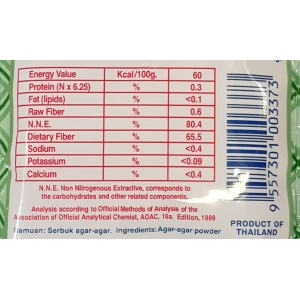 Energy Value Kcal/100g. 60
Protein (N x 6.25) % 0.3
Fat (lipids) % <0.1
Raw Fiber % 0.6
N.N.E. % 80.4
Dietary Fiber % 65.5
Sodium % <0.4
Potassium % <0.09
Calcium % <0.4
N.N.E. Non Niirogenous Extractive, corresponds to
the carbohydrates and other related components.
Analysis according to Official Methods of Analysis of the
Association of Official Analytical Chemist, AOAC, 16a. Edition, 1999
Ramuan: Serbuk agar-agar. Ingredients: Agar-agar powder
9 557301 003373
PRODUCT OF
THAILAND